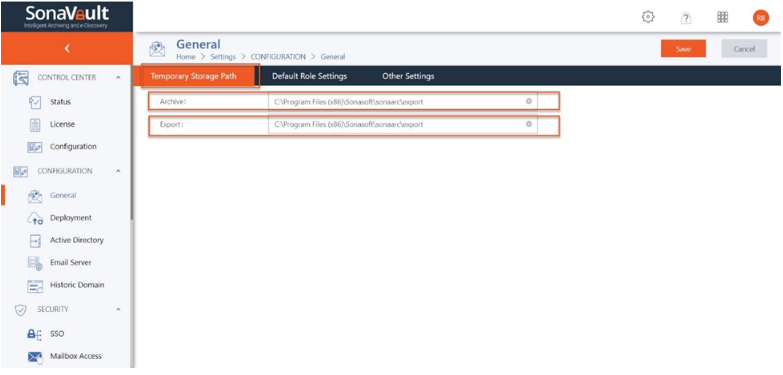 SonaVault
Intelligent Archiving and e-Discovery
RB
General
Home > Settings > CONFIGURATION > General
Save
Cancel
CONTROL CENTER
Status
License
Configuration
CONFIGURATION
General
Deployment
Active Directory
Email Server
Historic Domain
SECURITY
SSO
Mailbox Access
Temporary Storage Path
Default Role Settings
Other Settings
Archive:
C:\Program Files (x86)\Sonasoft\sonaarc\export
Export:
C:\Program Files (x86)\Sonasoft\sonaarc\export